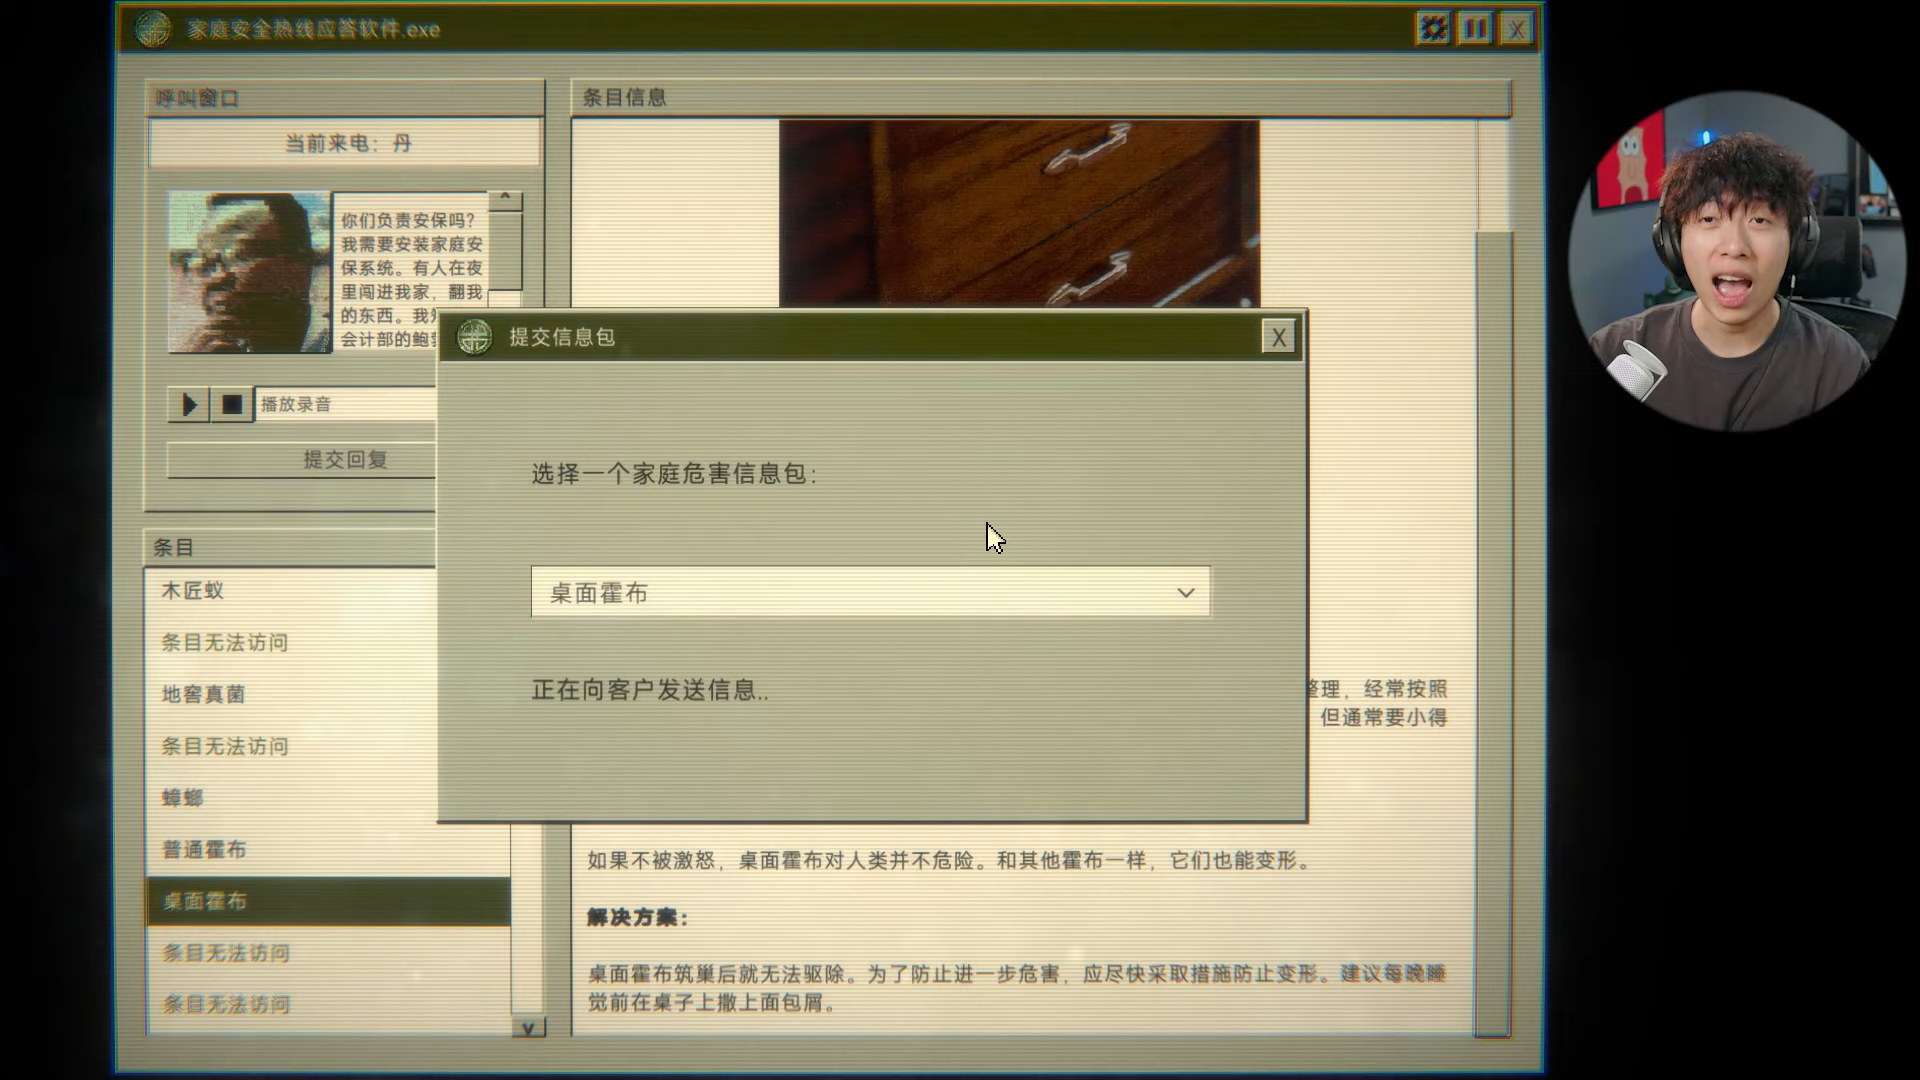 家庭安全热线应答软件.exe
X
呼叫窗口
当前来电：丹
你们负责安保吗？
我需要安装家庭安
保系统。有人在夜
里闯进我家，翻我
的东西。我
会计部的鲍
播放录音
提交回复
条目
木匠蚁
条目无法访问
地窖真菌
条目无法访问
蟑螂
普通霍布
桌面霍布
条目无法访问
条目无法访问
条目信息
提交信息包
X
选择一个家庭危害信息包：
桌面霍布
正在向客户发送信息..
整理，经常按照
但通常要小得
如果不被激怒，桌面霍布对人类并不危险。和其他霍布一样，它们也能变形。
解决方案：
桌面霍布筑巢后就无法驱除。为了防止进一步危害，应尽快采取措施防止变形。建议每晚睡
觉前在桌子上撒上面包屑。